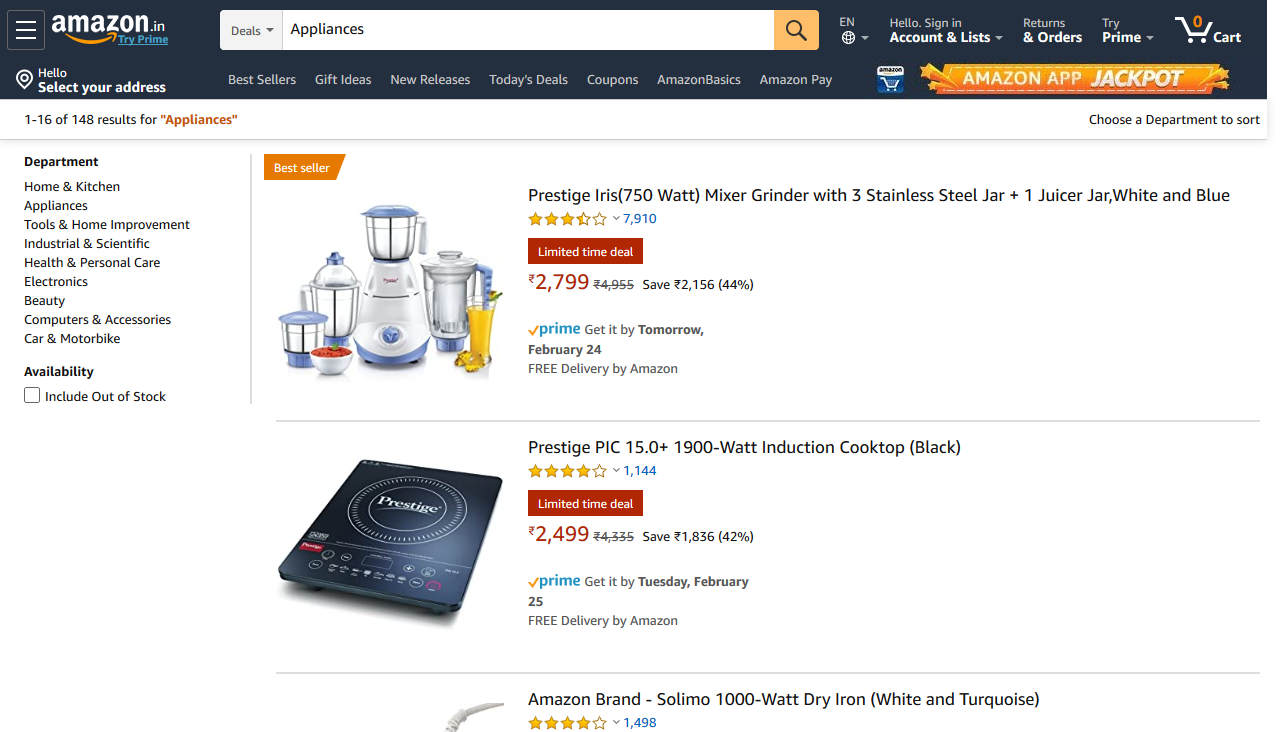 amazon.in
Try Prime
Deals
Appliances
EN
Hello. Sign in
Account & Lists
Returns
& Orders
Try
Prime
0
Cart
Hello
Select your address
Best Sellers
Gift Ideas
New Releases
Today's Deals
Coupons
AmazonBasics
Amazon Pay
amazon
AMAZON APP JACKPOT
1-16 of 148 results for "Appliances"
Choose a Department to sort
Department
Home & Kitchen
Appliances
Tools & Home Improvement
Industrial & Scientific
Health & Personal Care
Electronics
Beauty
Computers & Accessories
Car & Motorbike
Availability
Include Out of Stock
Best seller
Prestige Iris(750 Watt) Mixer Grinder with 3 Stainless Steel Jar + 1 Juicer Jar,White and Blue
7,910
Limited time deal
₹2,799 ₹4,955 Save ₹2,156 (44%)
prime Get it by Tomorrow,
February 24
FREE Delivery by Amazon
Prestige
Prestige
Prestige PIC 15.0+ 1900-Watt Induction Cooktop (Black)
1,144
Limited time deal
₹2,499 ₹4,335 Save ₹1,836 (42%)
prime Get it by Tuesday, February
25
FREE Delivery by Amazon
Amazon Brand - Solimo 1000-Watt Dry Iron (White and Turquoise)
1,498